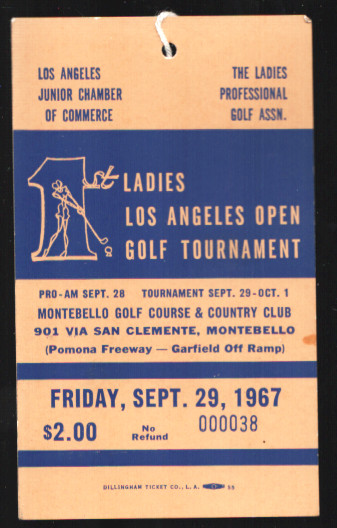 LOS ANGELES
JUNIOR CHAMBER
OF COMMERCE
THE LADIES
PROFESSIONAL
GOLF ASSN.
1st LADIES
LOS ANGELES OPEN
GOLF TOURNAMENT
PRO-AM SEPT. 28 TOURNAMENT SEPT. 29-OCT. 1
MONTEBELLO GOLF COURSE & COUNTRY CLUB
901 VIA SAN CLEMENTE, MONTEBELLO
(Pomona Freeway — Garfield Off Ramp)
FRIDAY, SEPT. 29, 1967
$2.00
No
Refund
000038
DILLINGHAM TICKET CO., L. A.